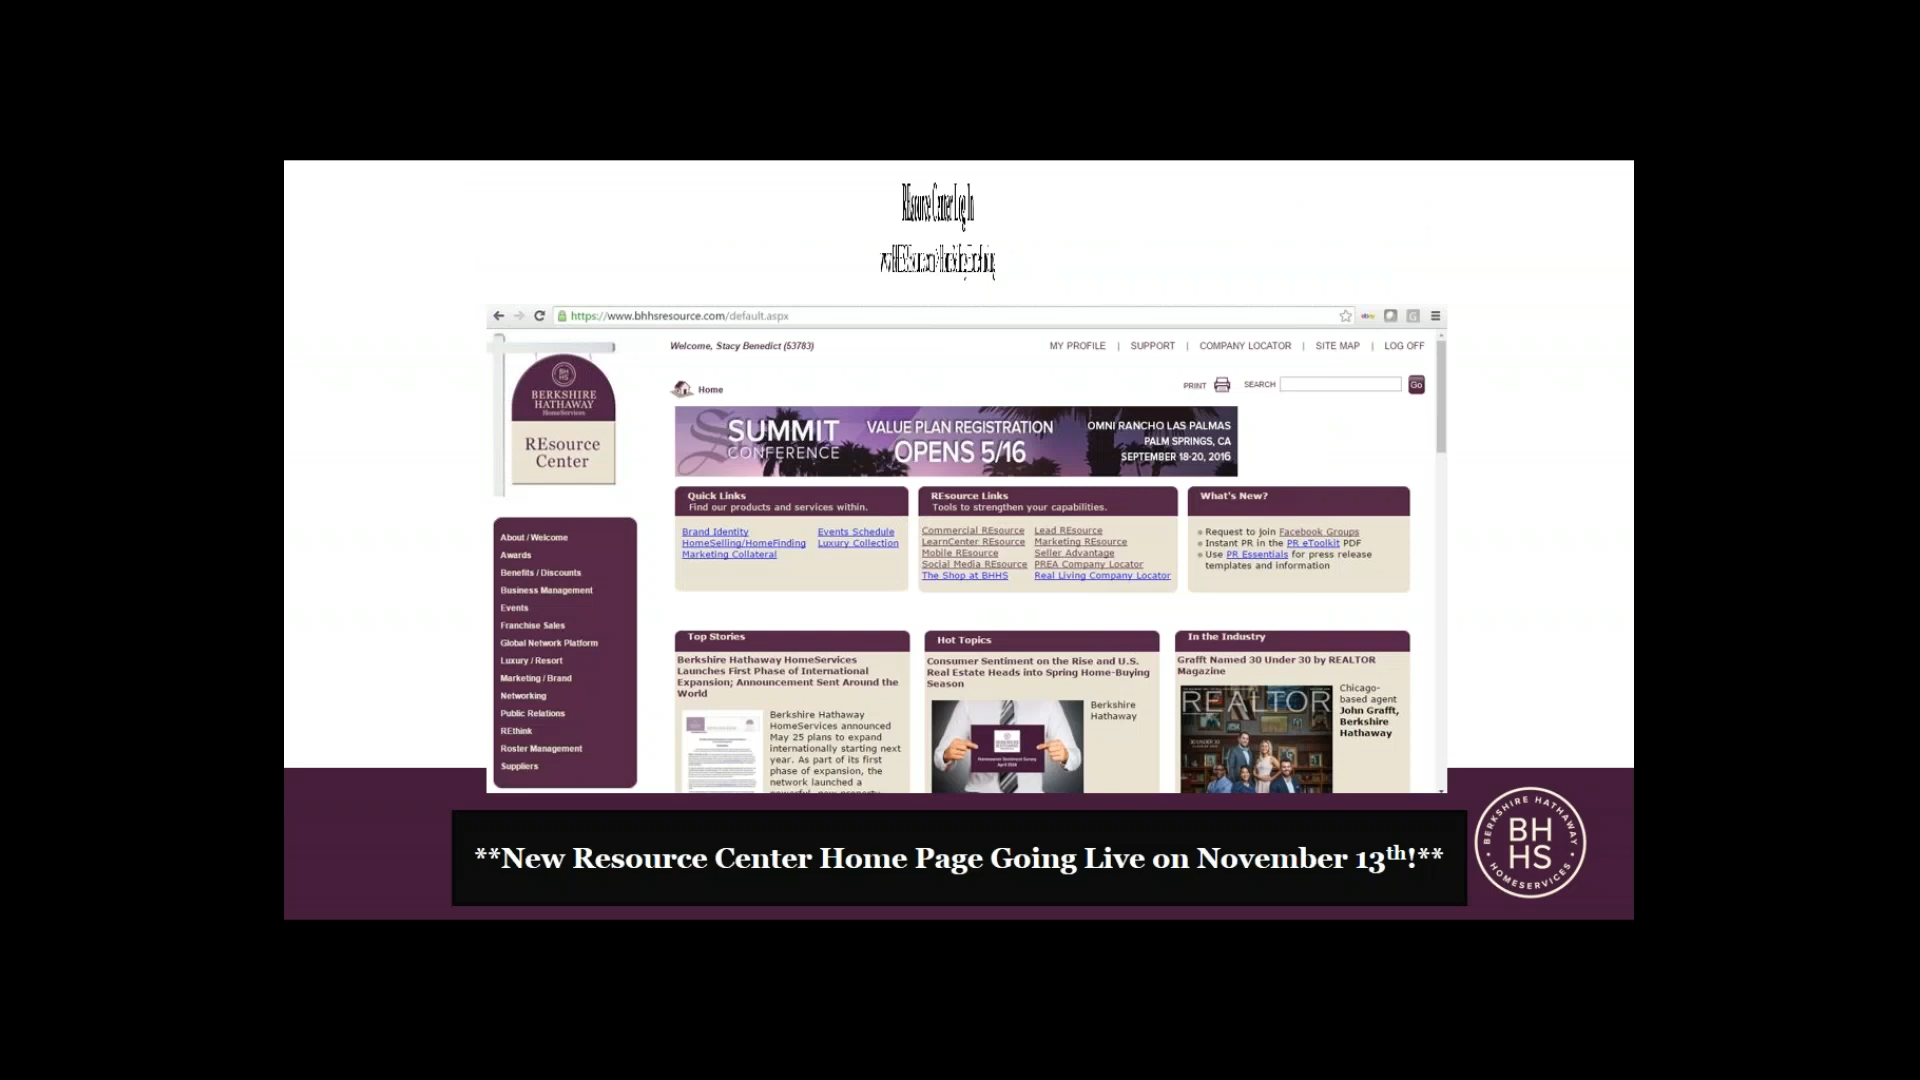 REsource Center Log In
https://www.bhhsresource.com/default.aspx
Welcome, Stacy Benedict (53783)
MY PROFILE | SUPPORT | COMPANY LOCATOR | SITE MAP | LOG OFF
BH
HS
BERKSHIRE
HATHAWAY
HomeServices
REsource
Center
Home
PRINT
SEARCH
Go
SUMMIT
CONFERENCE
VALUE PLAN REGISTRATION
OPENS 5/16
OMNI RANCHO LAS PALMAS
PALM SPRINGS, CA
SEPTEMBER 18-20, 2016
About / Welcome
Awards
Benefits / Discounts
Business Management
Events
Franchise Sales
Global Network Platform
Luxury / Resort
Marketing / Brand
Networking
Public Relations
REthink
Roster Management
Suppliers
Quick Links
Find our products and services within.
Brand Identity
HomeSelling/HomeFinding
Marketing Collateral
Events Schedule
Luxury Collection
REsource Links
Tools to strengthen your capabilities.
Commercial REsource
LearnCenter REsource
Mobile REsource
Social Media REsource
The Shop at BHHS
Lead REsource
Marketing REsource
Seller Advantage
PREA Company Locator
Real Living Company Locator
What's New?
Request to join Facebook Groups
Instant PR in the PR eToolkit PDF
Use PR Essentials for press release
templates and information
Top Stories
Berkshire Hathaway HomeServices
Launches First Phase of International
Expansion; Announcement Sent Around the
World
Berkshire Hathaway
HomeServices announced
May 25 plans to expand
internationally starting next
year. As part of its first
phase of expansion, the
network launched a
Hot Topics
Consumer Sentiment on the Rise and U.S.
Real Estate Heads into Spring Home-Buying
Season
Berkshire
Hathaway
In the Industry
Grafft Named 30 Under 30 by REALTOR
Magazine
REALTOR
Chicago-
based agent
John Grafft,
Berkshire
Hathaway
**New Resource Center Home Page Going Live on November 13th!**
BERKSHIRE HATHAWAY
BH
HS
HOMESERVICES